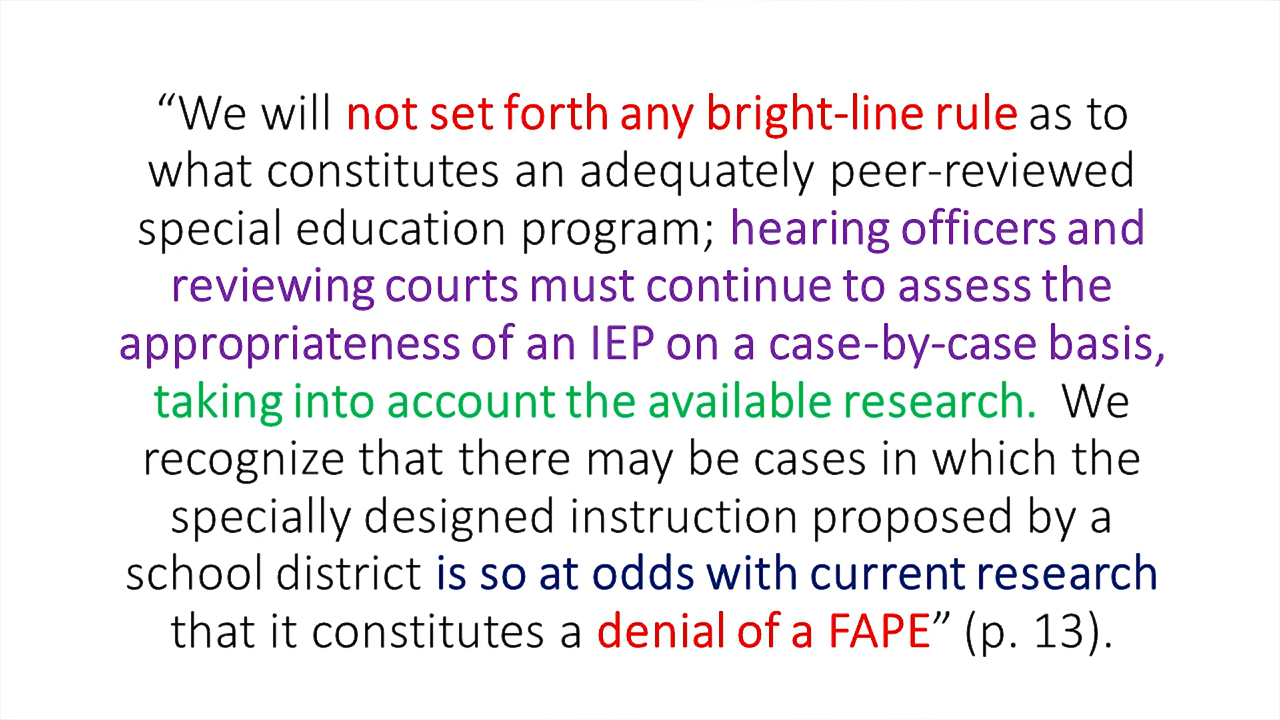 “We will not set forth any bright-line rule as to
what constitutes an adequately peer-reviewed
special education program; hearing officers and
reviewing courts must continue to assess the
appropriateness of an IEP on a case-by-case basis,
taking into account the available research.  We
recognize that there may be cases in which the
specially designed instruction proposed by a
school district is so at odds with current research
that it constitutes a denial of a FAPE” (p. 13).